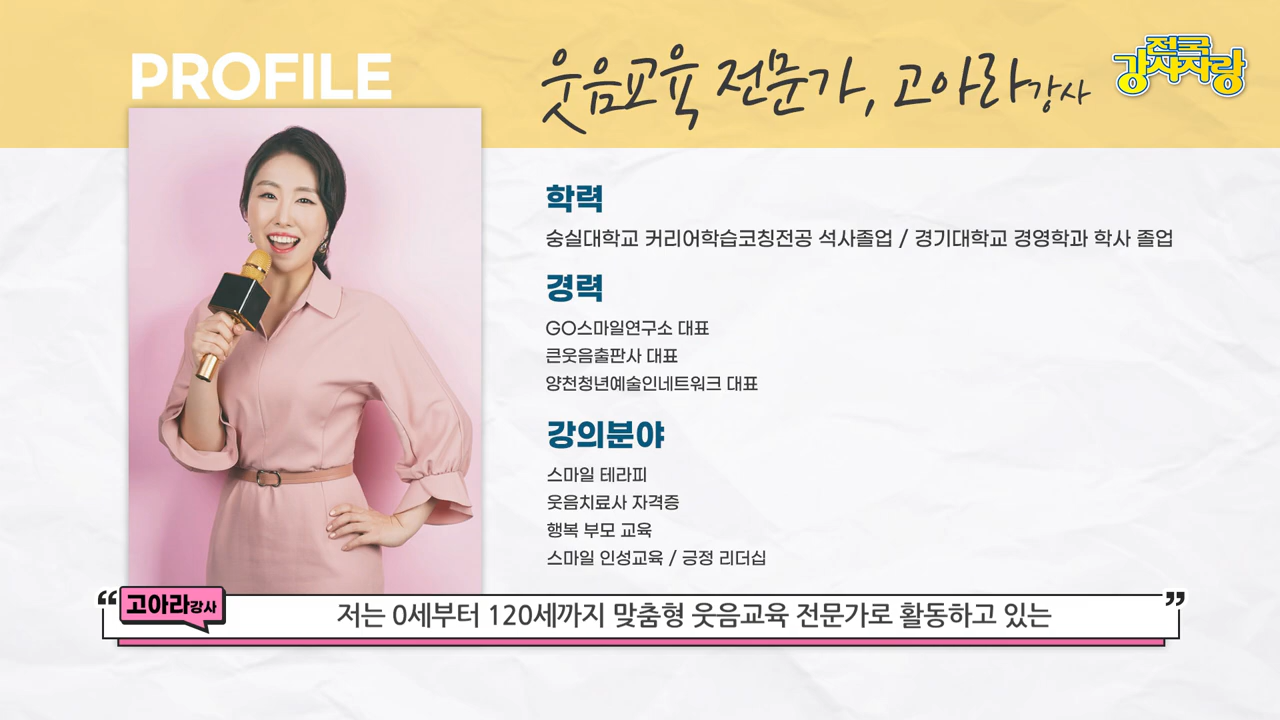 PROFILE
웃음교육 전문가, 고아라강사
전국
강사자랑
학력
숭실대학교 커리어학습코칭전공 석사졸업 / 경기대학교 경영학과 학사 졸업
경력
GO스마일연구소 대표
큰웃음출판사 대표
양천청년예술인네트워크 대표
강의분야
스마일 테라피
웃음치료사 자격증
행복 부모 교육
스마일 인성교육 / 긍정 리더십
고아라강사
“ 저는 0세부터 120세까지 맞춤형 웃음교육 전문가로 활동하고 있는 ”